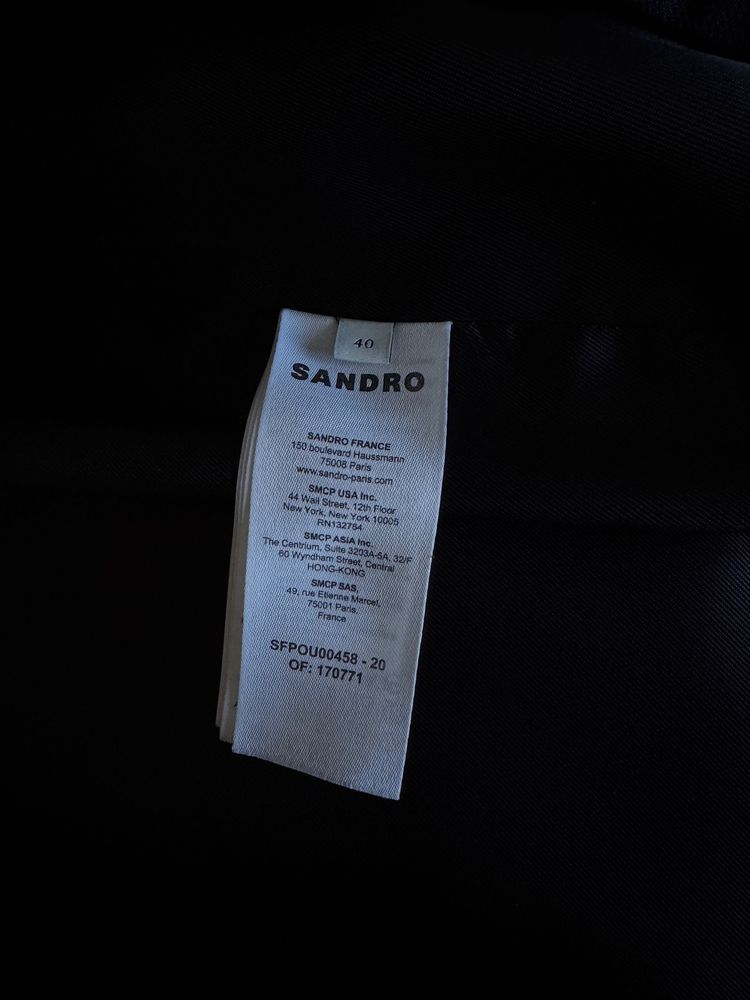 40
SANDRO
SANDRO FRANCE
150 boulevard Haussmann
75008 Paris
www.sandro-paris.com
SMCP USA Inc.
44 Wall Street, 12th Floor
New York, New York 10005
RN132784
SMCP ASIA Inc.
The Centrium, Suite 3203A-5A, 32/F
60 Wyndham Street, Central
HONG-KONG
SMCP SAS,
49, rue Etienne Marcel,
75001 Paris,
France
SFPOU00458 - 20
OF: 170771